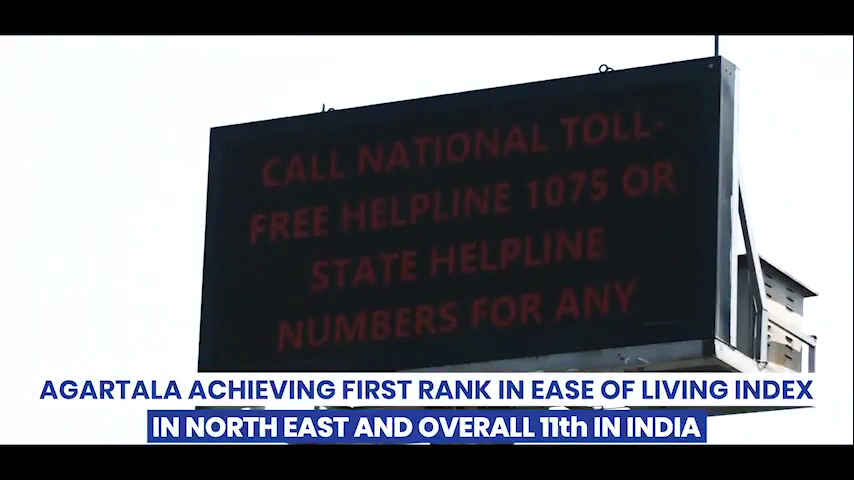 CALL NATIONAL TOLL-
FREE HELPLINE 1075 OR
STATE HELPLINE
NUMBERS FOR ANY
AGARTALA ACHIEVING FIRST RANK IN EASE OF LIVING INDEX
IN NORTH EAST AND OVERALL 11th IN INDIA